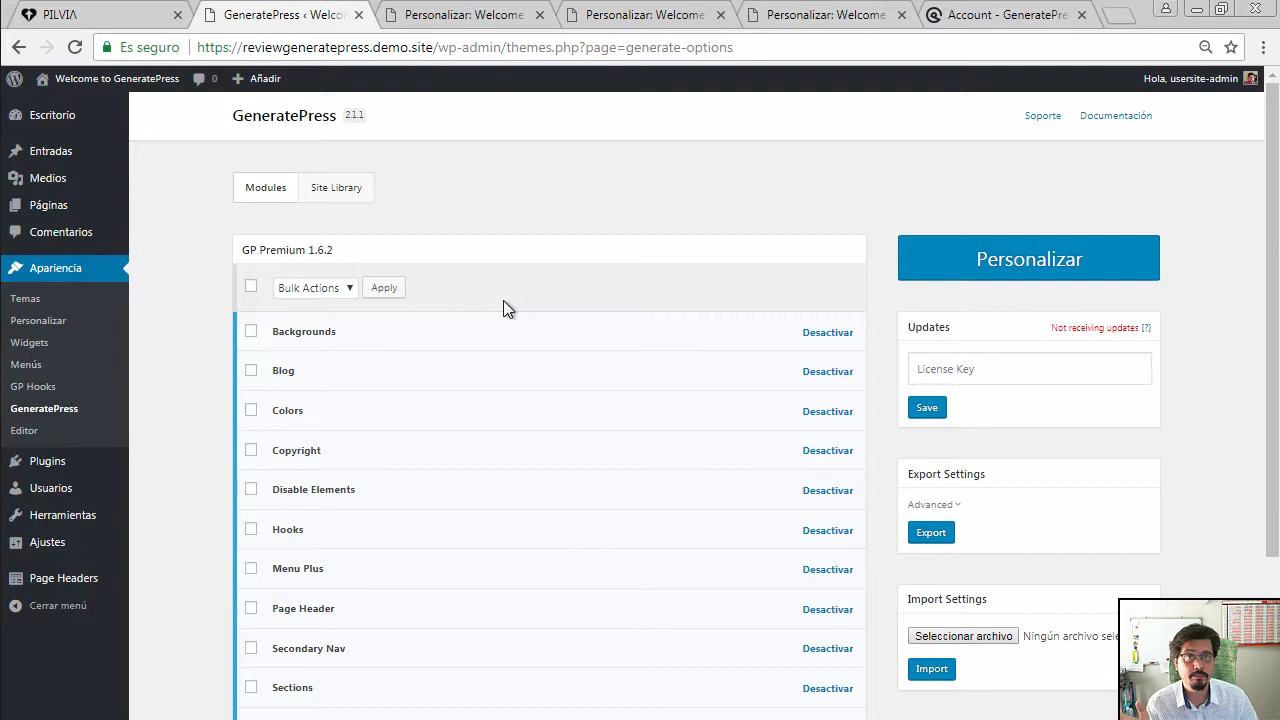 PILVIA
GeneratePress ‹ Welco
Personalizar: Welcome
Personalizar: Welcome
Personalizar: Welcome
Account - GeneratePre
Es seguro
https://reviewgeneratepress.demo.site/wp-admin/themes.php?page=generate-options
Welcome to GeneratePress
0
Añadir
Hola, usersite-admin
Escritorio
Entradas
Medios
Páginas
Comentarios
Apariencia
Temas
Personalizar
Widgets
Menús
GP Hooks
GeneratePress
Editor
Plugins
Usuarios
Herramientas
Ajustes
Page Headers
Cerrar menú
GeneratePress 2.1.1
Soporte
Documentación
Modules
Site Library
GP Premium 1.6.2
Bulk Actions
Apply
Backgrounds
Desactivar
Blog
Desactivar
Colors
Desactivar
Copyright
Desactivar
Disable Elements
Desactivar
Hooks
Desactivar
Menu Plus
Desactivar
Page Header
Desactivar
Secondary Nav
Desactivar
Sections
Desactivar
Personalizar
Updates
Not receiving updates [?]
License Key
Save
Export Settings
Advanced
Export
Import Settings
Seleccionar archivo
Ningún archivo sele
Import